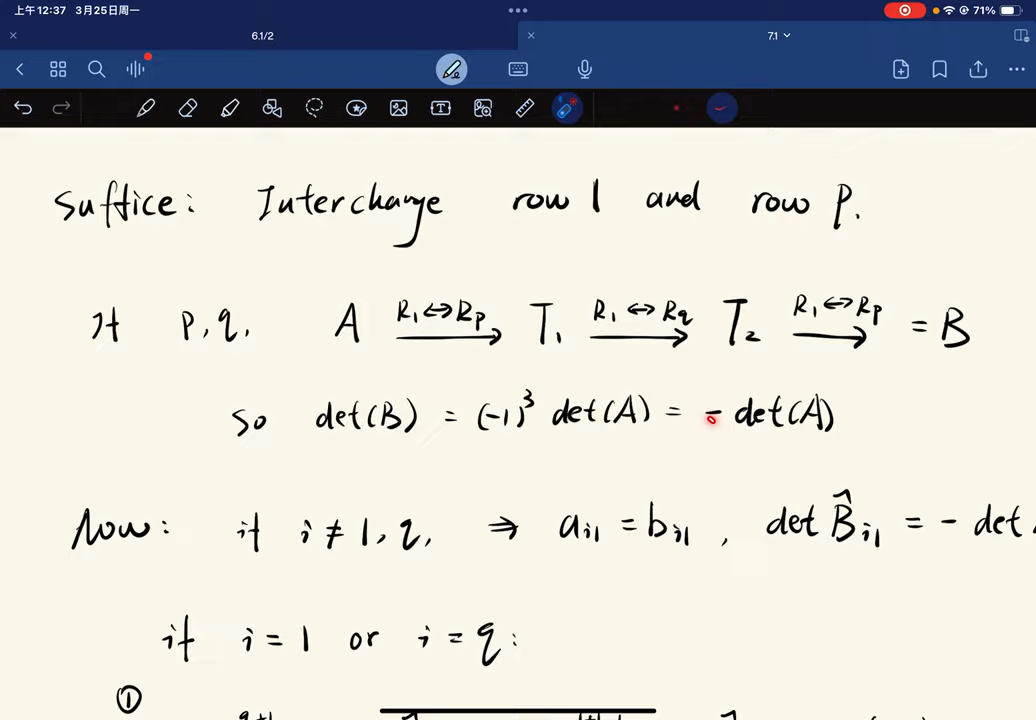 上午12:37 3月25日周一 71%
6.1/2 7.1
Suffice: Interchange row 1 and row P.
If p, q, A R₁↔Rₚ T₁ R₁↔R_q T₂ R₁↔Rₚ = B
so det(B) = (-1)³ det(A) = - det(A)
Now: if i ≠ 1, q, ⇒ aᵢ₁ = bᵢ₁, det B̂ᵢ₁ = - det
if i = 1 or i = q:
①